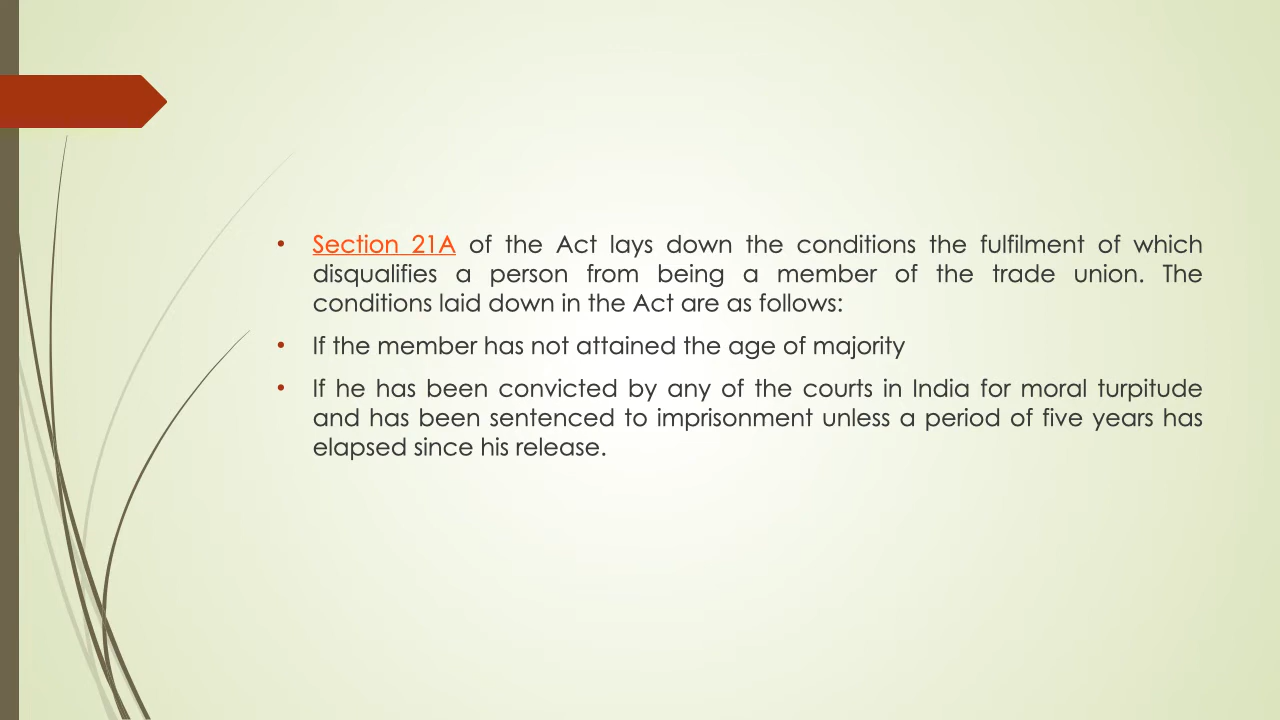 • Section 21A of the Act lays down the conditions the fulfilment of which
disqualifies a person from being a member of the trade union. The
conditions laid down in the Act are as follows:
• If the member has not attained the age of majority
• If he has been convicted by any of the courts in India for moral turpitude
and has been sentenced to imprisonment unless a period of five years has
elapsed since his release.